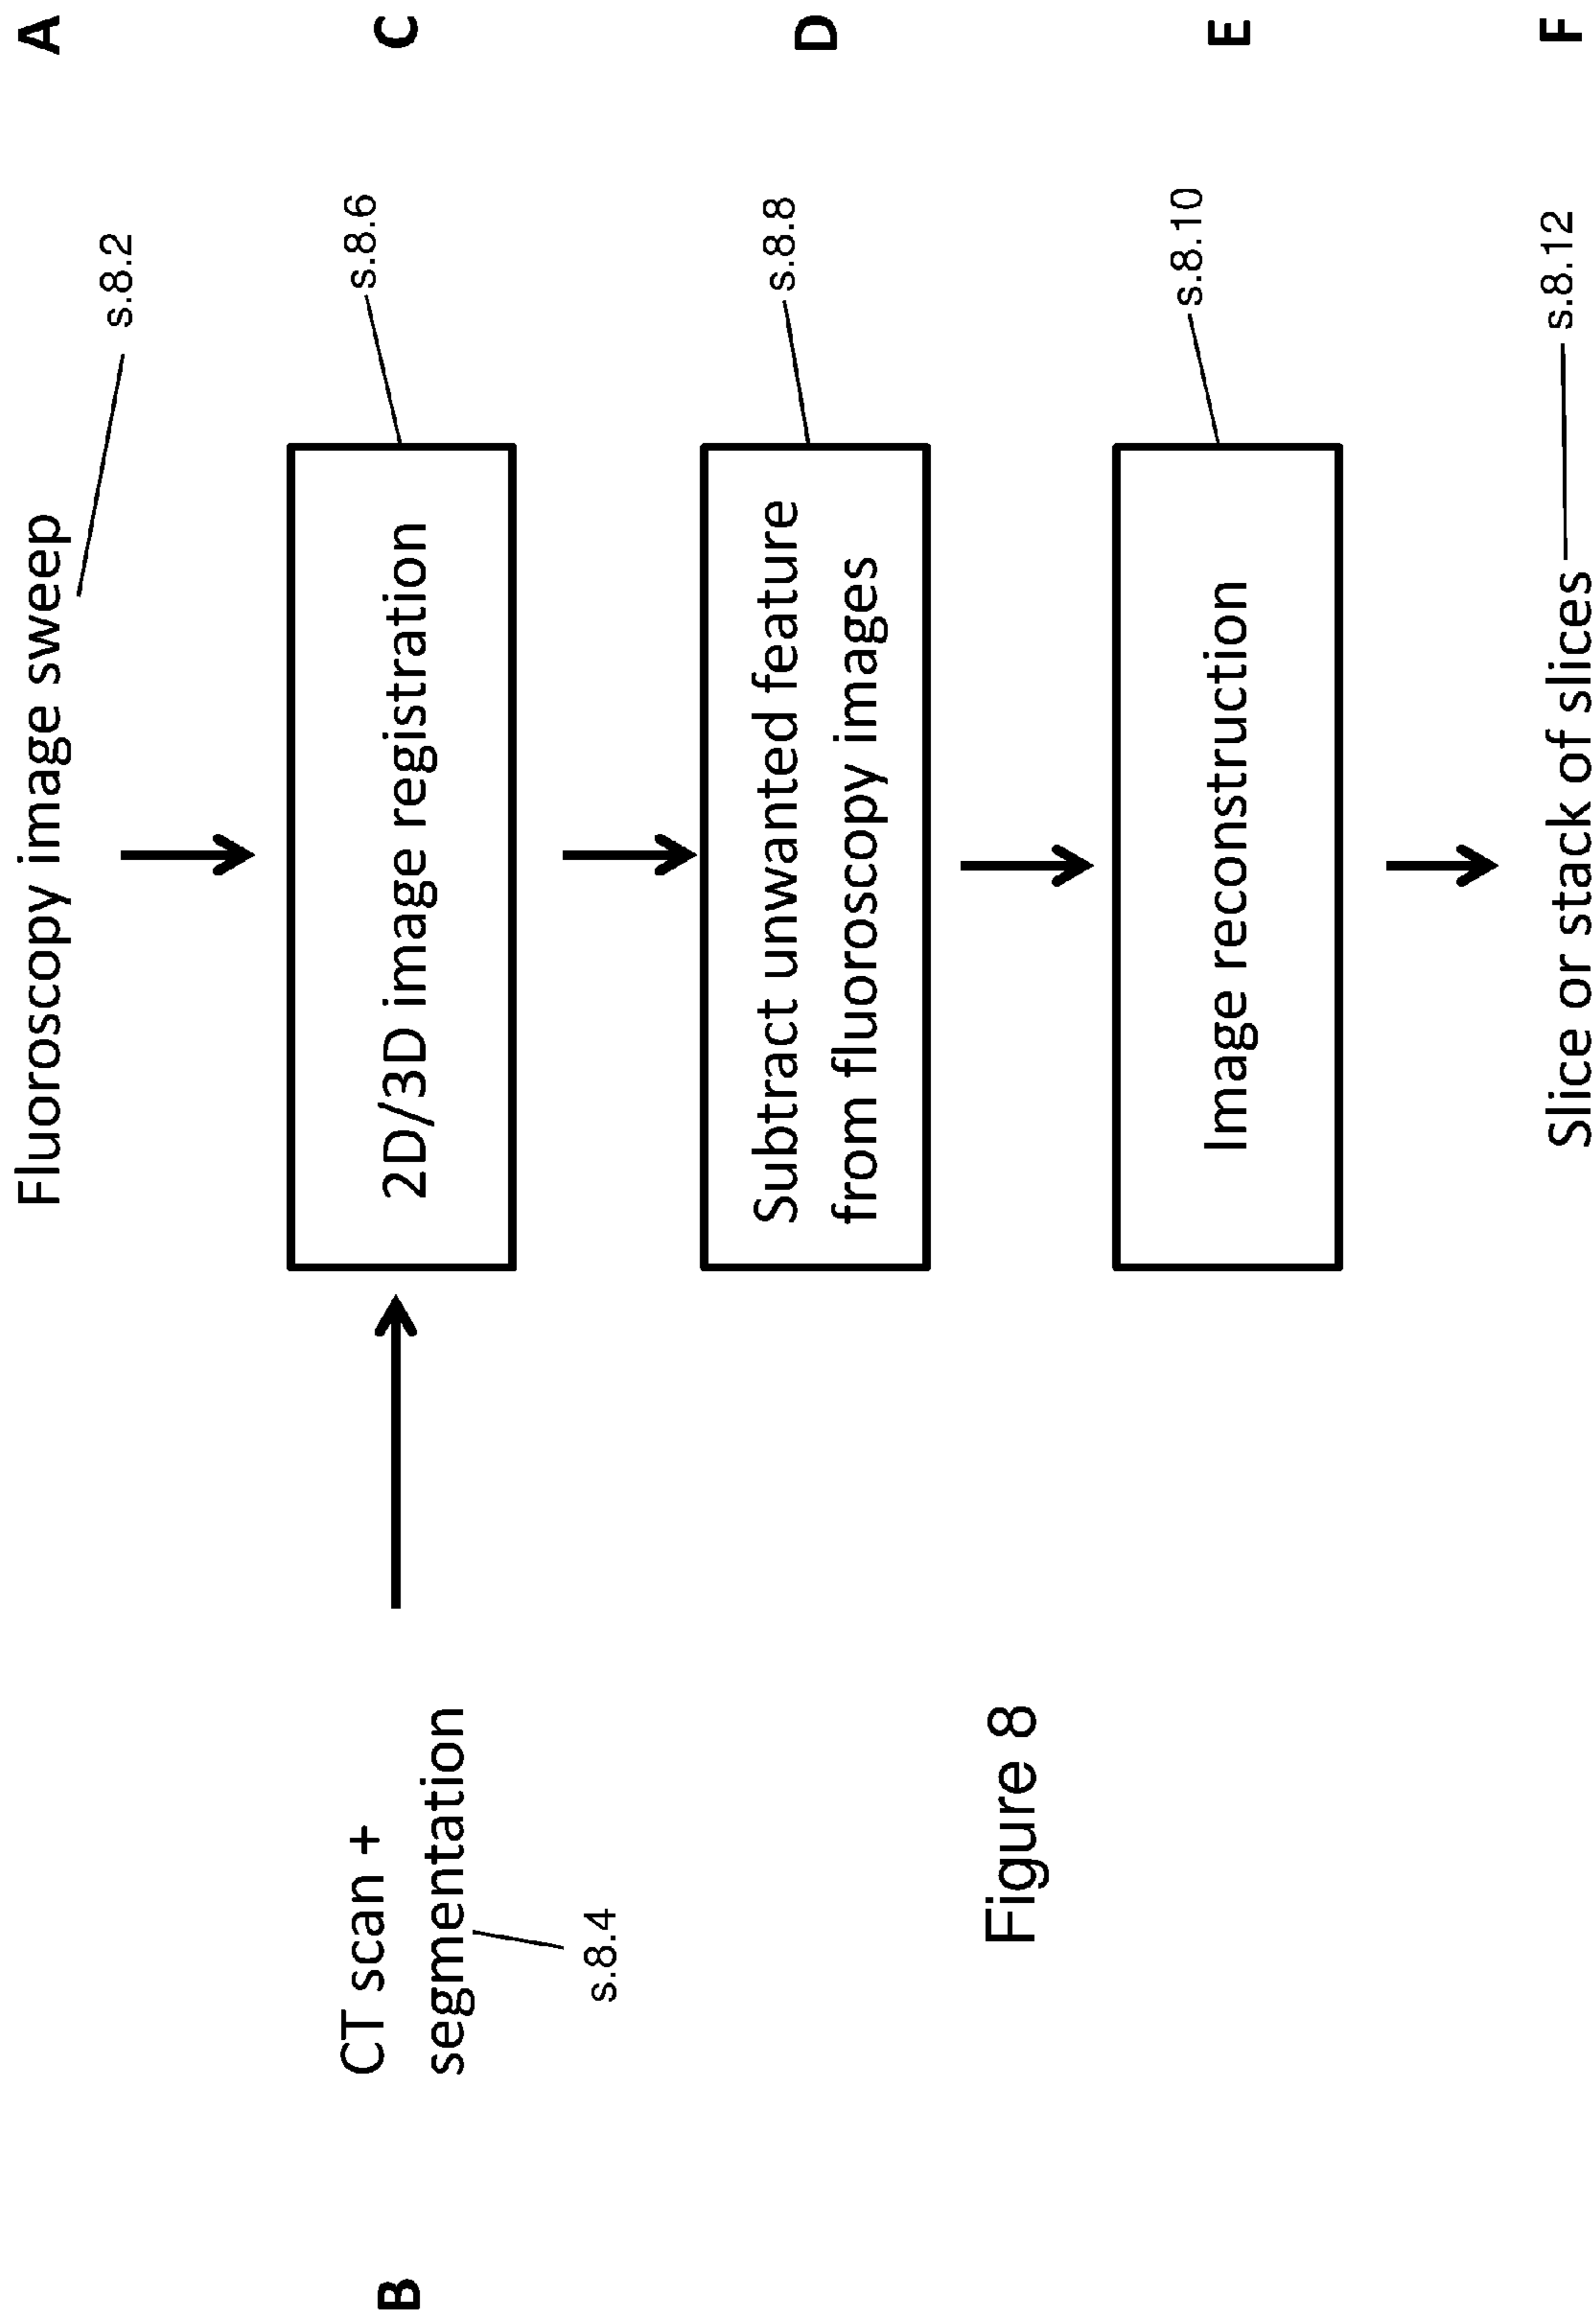 Fluoroscopy image sweep
s.8.2
A
B
CT scan +
segmentation
s.8.4
2D/3D image registration
s.8.6
C
Subtract unwanted feature
from fluoroscopy images
s.8.8
D
Image reconstruction
s.8.10
E
Slice or stack of slices
s.8.12
F
Figure 8